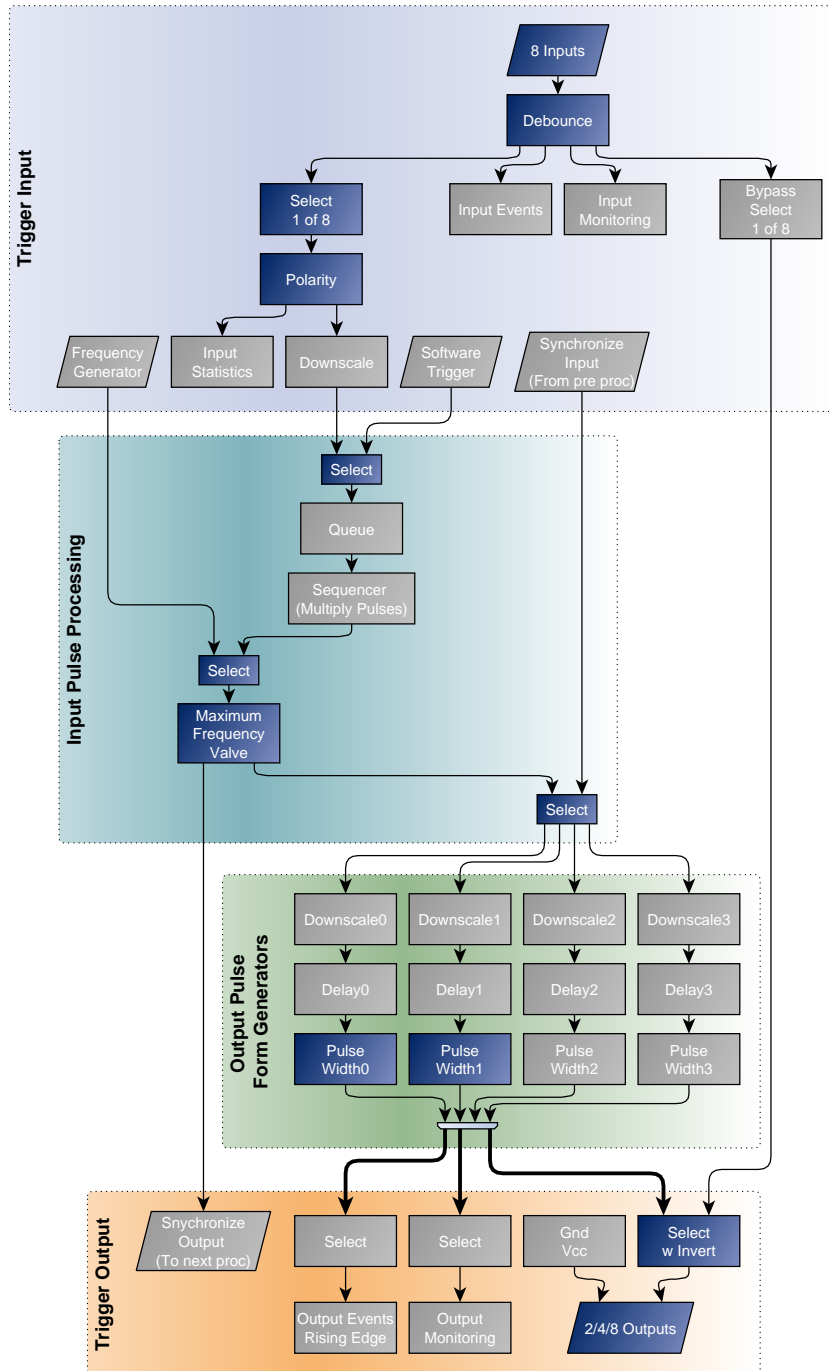 Trigger Input
8 Inputs
Debounce
Select
1 of 8
Input Events
Input
Monitoring
Bypass
Select
1 of 8
Polarity
Frequency
Generator
Input
Statistics
Downscale
Software
Trigger
Synchronize
Input
(From pre proc)
Input Pulse Processing
Select
Queue
Sequencer
(Multiply Pulses)
Select
Maximum
Frequency
Valve
Select
Output Pulse
Form Generators
Downscale0
Downscale1
Downscale2
Downscale3
Delay0
Delay1
Delay2
Delay3
Pulse
Width0
Pulse
Width1
Pulse
Width2
Pulse
Width3
Trigger Output
Snychronize
Output
(To next proc)
Select
Select
Gnd
Vcc
Select
w Invert
Output Events
Rising Edge
Output
Monitoring
2/4/8 Outputs